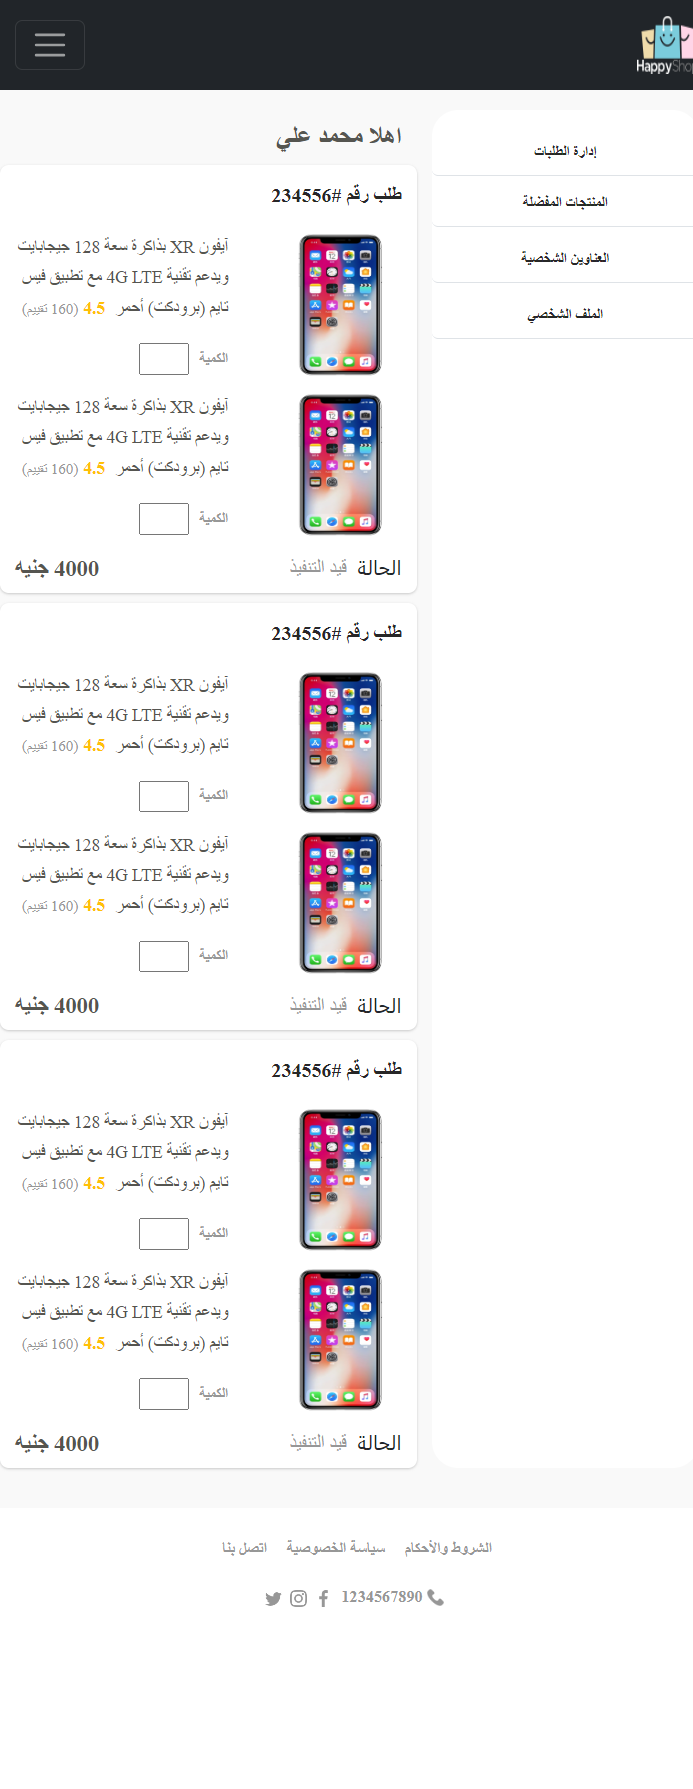 HappyShop
إدارة الطلبات
المنتجات المفضلة
العناوين الشخصية
الملف الشخصي
اهلا محمد علي
طلب رقم #234556
آيفون XR بذاكرة سعة 128 جيجابايت
ويدعم تقنية 4G LTE مع تطبيق فيس
تايم (برودكت) أحمر 4.5 (160 تقييم)
الكمية
آيفون XR بذاكرة سعة 128 جيجابايت
ويدعم تقنية 4G LTE مع تطبيق فيس
تايم (برودكت) أحمر 4.5 (160 تقييم)
الكمية
الحالة قيد التنفيذ 4000 جنيه
طلب رقم #234556
آيفون XR بذاكرة سعة 128 جيجابايت
ويدعم تقنية 4G LTE مع تطبيق فيس
تايم (برودكت) أحمر 4.5 (160 تقييم)
الكمية
آيفون XR بذاكرة سعة 128 جيجابايت
ويدعم تقنية 4G LTE مع تطبيق فيس
تايم (برودكت) أحمر 4.5 (160 تقييم)
الكمية
الحالة قيد التنفيذ 4000 جنيه
طلب رقم #234556
آيفون XR بذاكرة سعة 128 جيجابايت
ويدعم تقنية 4G LTE مع تطبيق فيس
تايم (برودكت) أحمر 4.5 (160 تقييم)
الكمية
آيفون XR بذاكرة سعة 128 جيجابايت
ويدعم تقنية 4G LTE مع تطبيق فيس
تايم (برودكت) أحمر 4.5 (160 تقييم)
الكمية
الحالة قيد التنفيذ 4000 جنيه
الشروط والأحكام سياسة الخصوصية اتصل بنا
1234567890